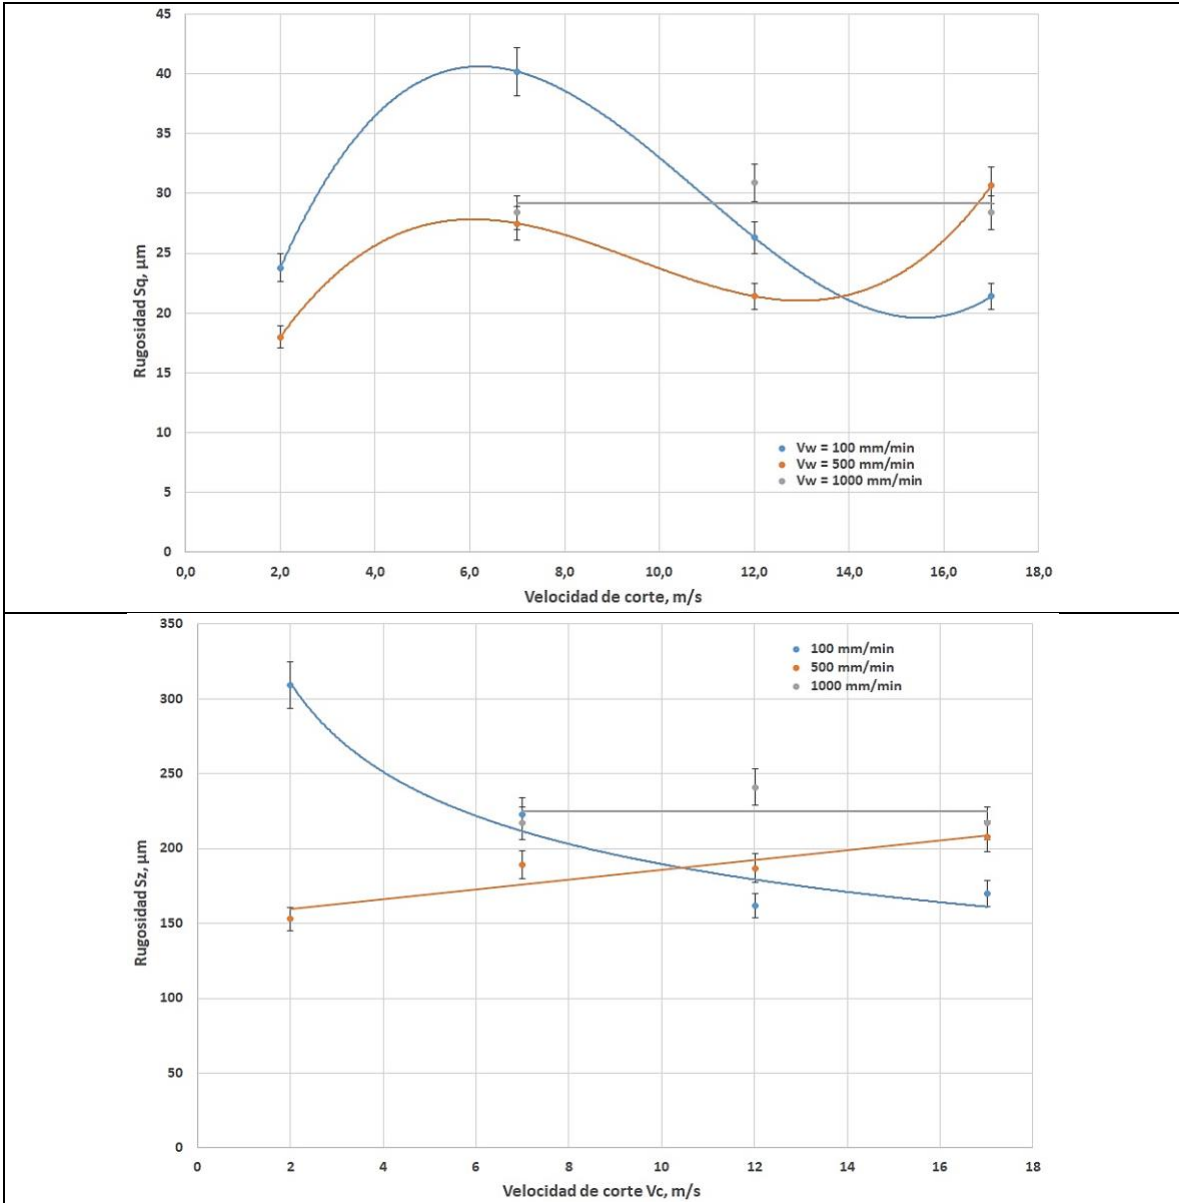 45
40
35
30
25
20
15
10
5
0
Rugosidad Sq, µm
Vw = 100 mm/min
Vw = 500 mm/min
Vw = 1000 mm/min
0,0 2,0 4,0 6,0 8,0 10,0 12,0 14,0 16,0 18,0
Velocidad de corte, m/s
350
300
250
200
150
100
50
0
Rugosidad Sz, µm
100 mm/min
500 mm/min
1000 mm/min
0 2 4 6 8 10 12 14 16 18
Velocidad de corte Vc, m/s